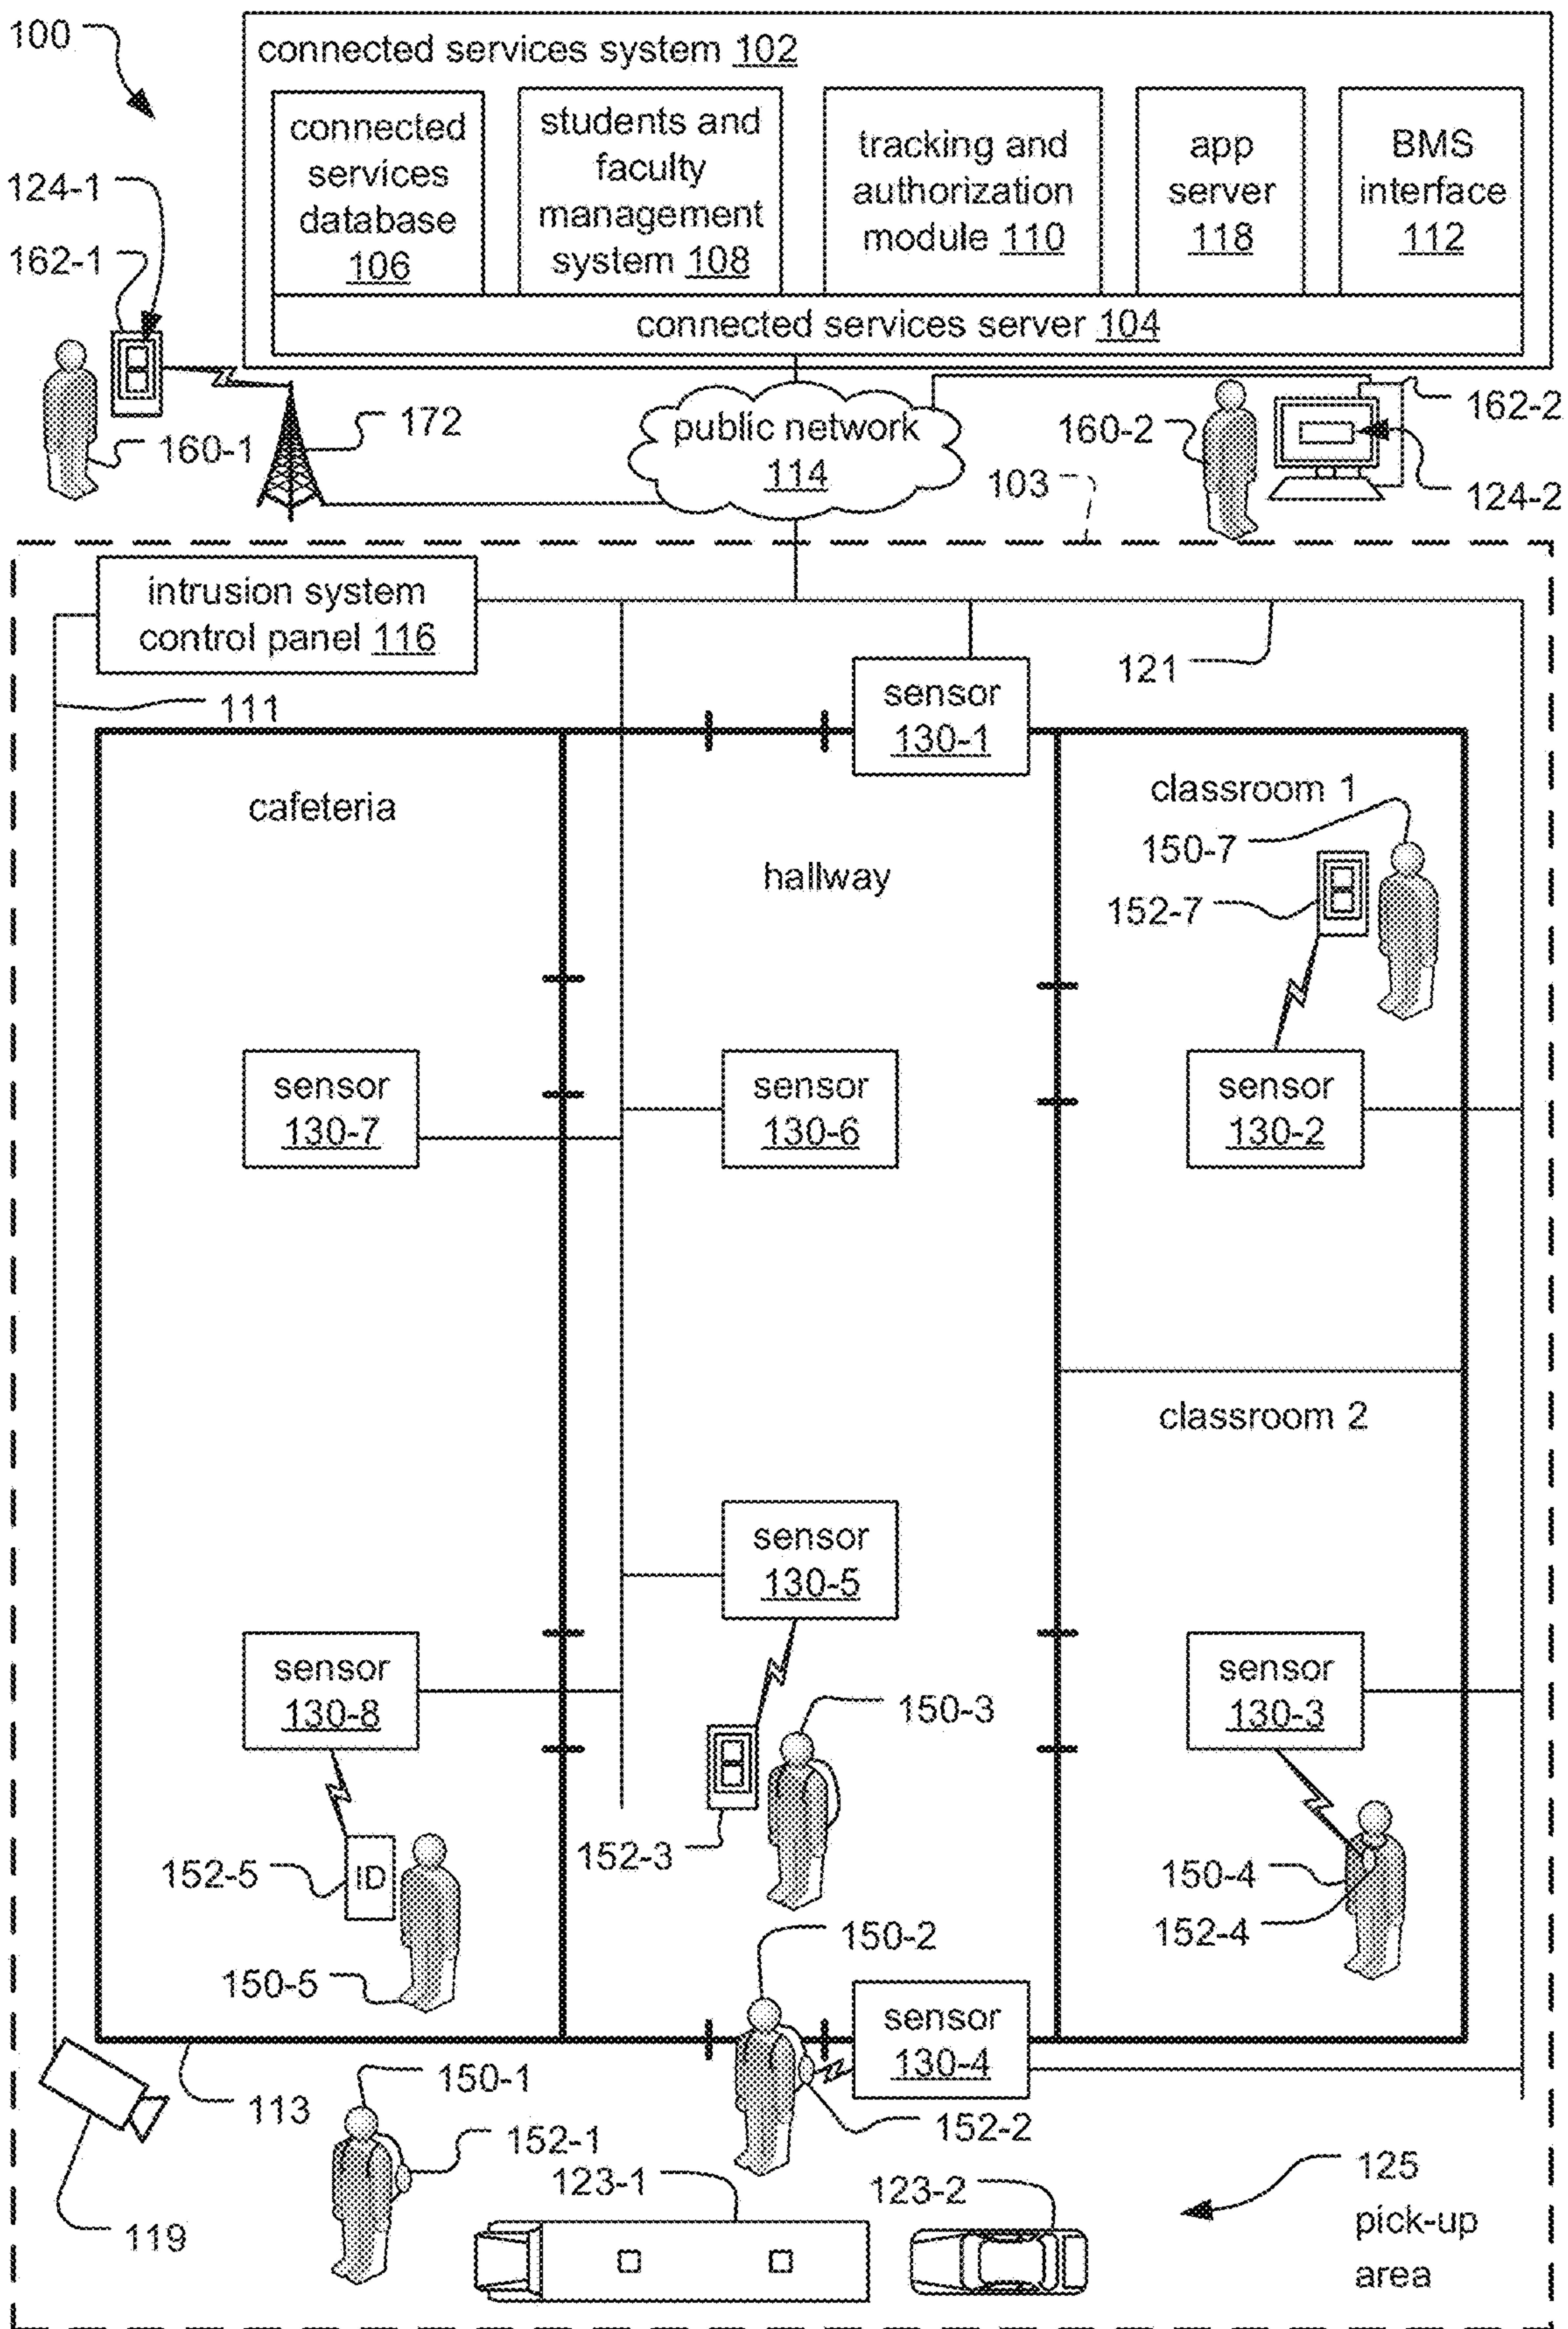 100
connected services system 102
connected
services
database
106
students and
faculty
management
system 108
tracking and
authorization
module 110
app
server
118
BMS
interface
112
connected services server 104
124-1
162-1
160-1
172
public network
114
160-2
162-2
124-2
103
intrusion system
control panel 116
111
121
sensor
130-1
cafeteria
hallway
classroom 1
150-7
152-7
sensor
130-7
sensor
130-6
sensor
130-2
classroom 2
sensor
130-5
sensor
130-8
sensor
130-3
150-3
152-3
152-5
ID
150-5
150-4
152-4
150-2
sensor
130-4
113
150-1
152-1
152-2
119
123-1
123-2
125
pick-up
area